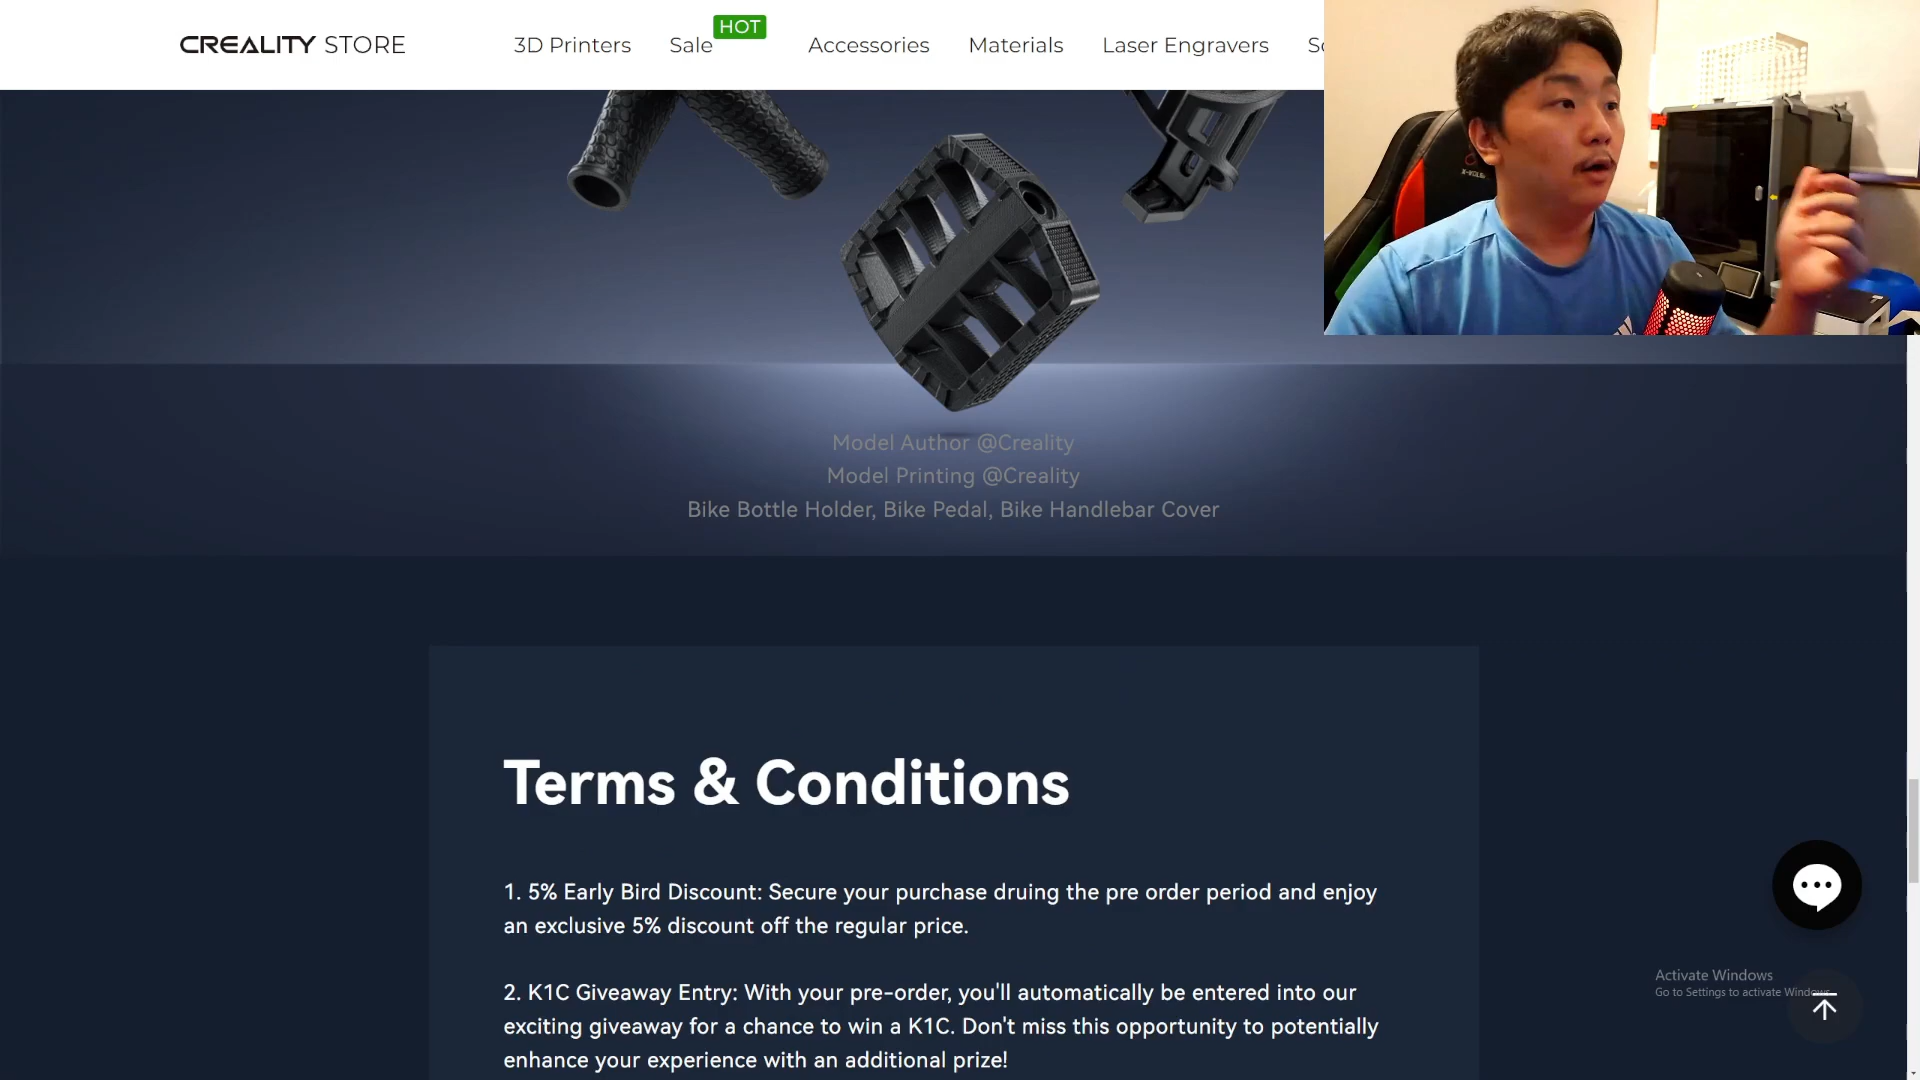 CREALITY STORE
3D Printers
Sale
HOT
Accessories
Materials
Laser Engravers
Model Author @Creality
Model Printing @Creality
Bike Bottle Holder, Bike Pedal, Bike Handlebar Cover
Terms & Conditions
1. 5% Early Bird Discount: Secure your purchase druing the pre order period and enjoy
an exclusive 5% discount off the regular price.
2. K1C Giveaway Entry: With your pre-order, you'll automatically be entered into our
exciting giveaway for a chance to win a K1C. Don't miss this opportunity to potentially
enhance your experience with an additional prize!
Activate Windows
Go to Settings to activate Windows.